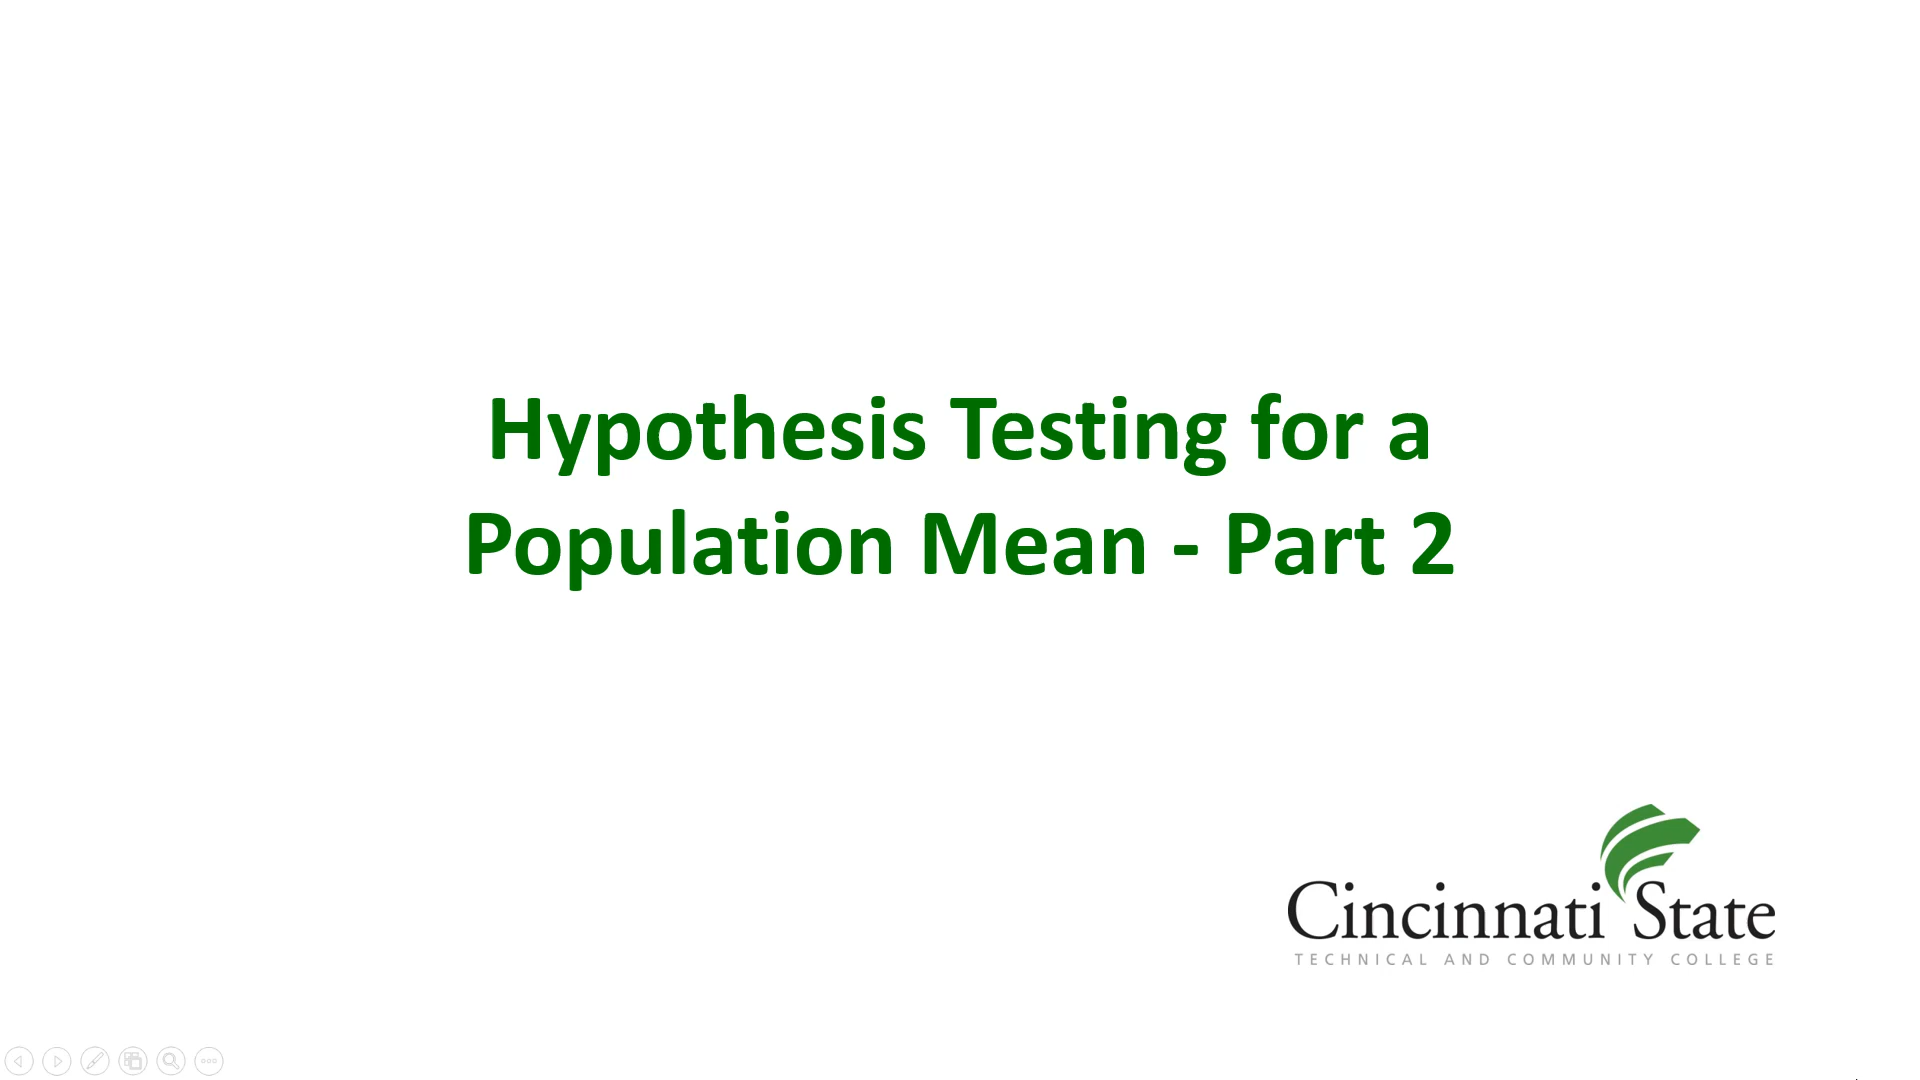 Hypothesis Testing for a
Population Mean - Part 2
Cincinnati State
TECHNICAL AND COMMUNITY COLLEGE